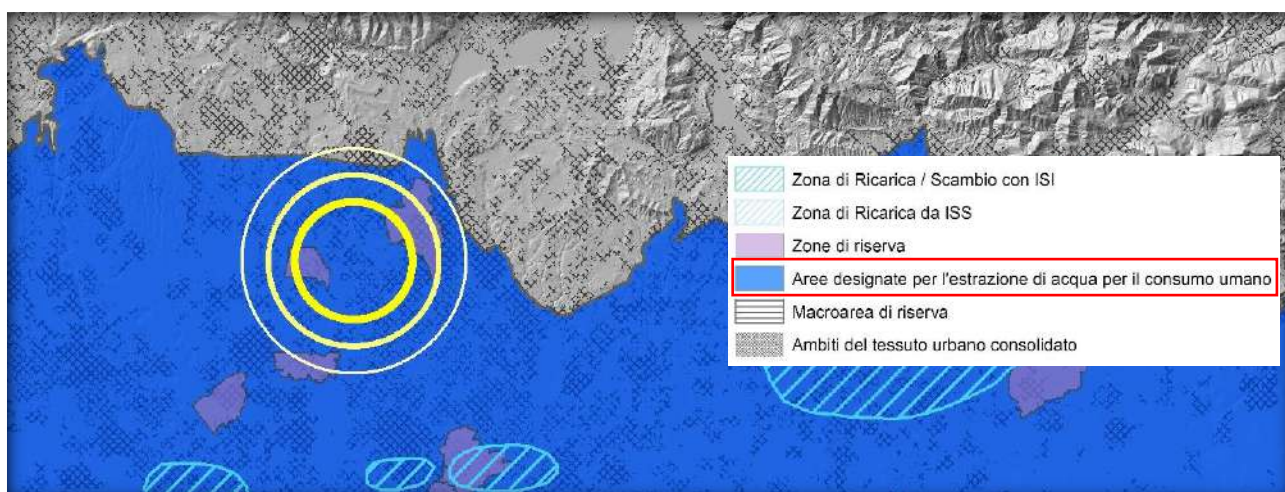 Zona di Ricarica / Scambio con ISI
Zona di Ricarica da ISS
Zone di riserva
Aree designate per l'estrazione di acqua per il consumo umano
Macroarea di riserva
Ambiti del tessuto urbano consolidato